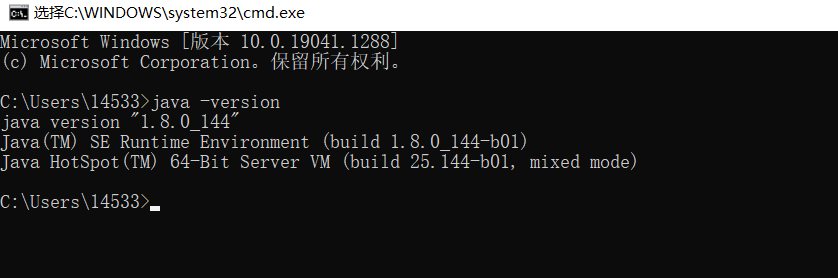 选择C:\WINDOWS\system32\cmd.exe
Microsoft Windows [版本 10.0.19041.1288]
(c) Microsoft Corporation。保留所有权利。
C:\Users\14533>java -version
java version "1.8.0_144"
Java(TM) SE Runtime Environment (build 1.8.0_144-b01)
Java HotSpot(TM) 64-Bit Server VM (build 25.144-b01, mixed mode)
C:\Users\14533>